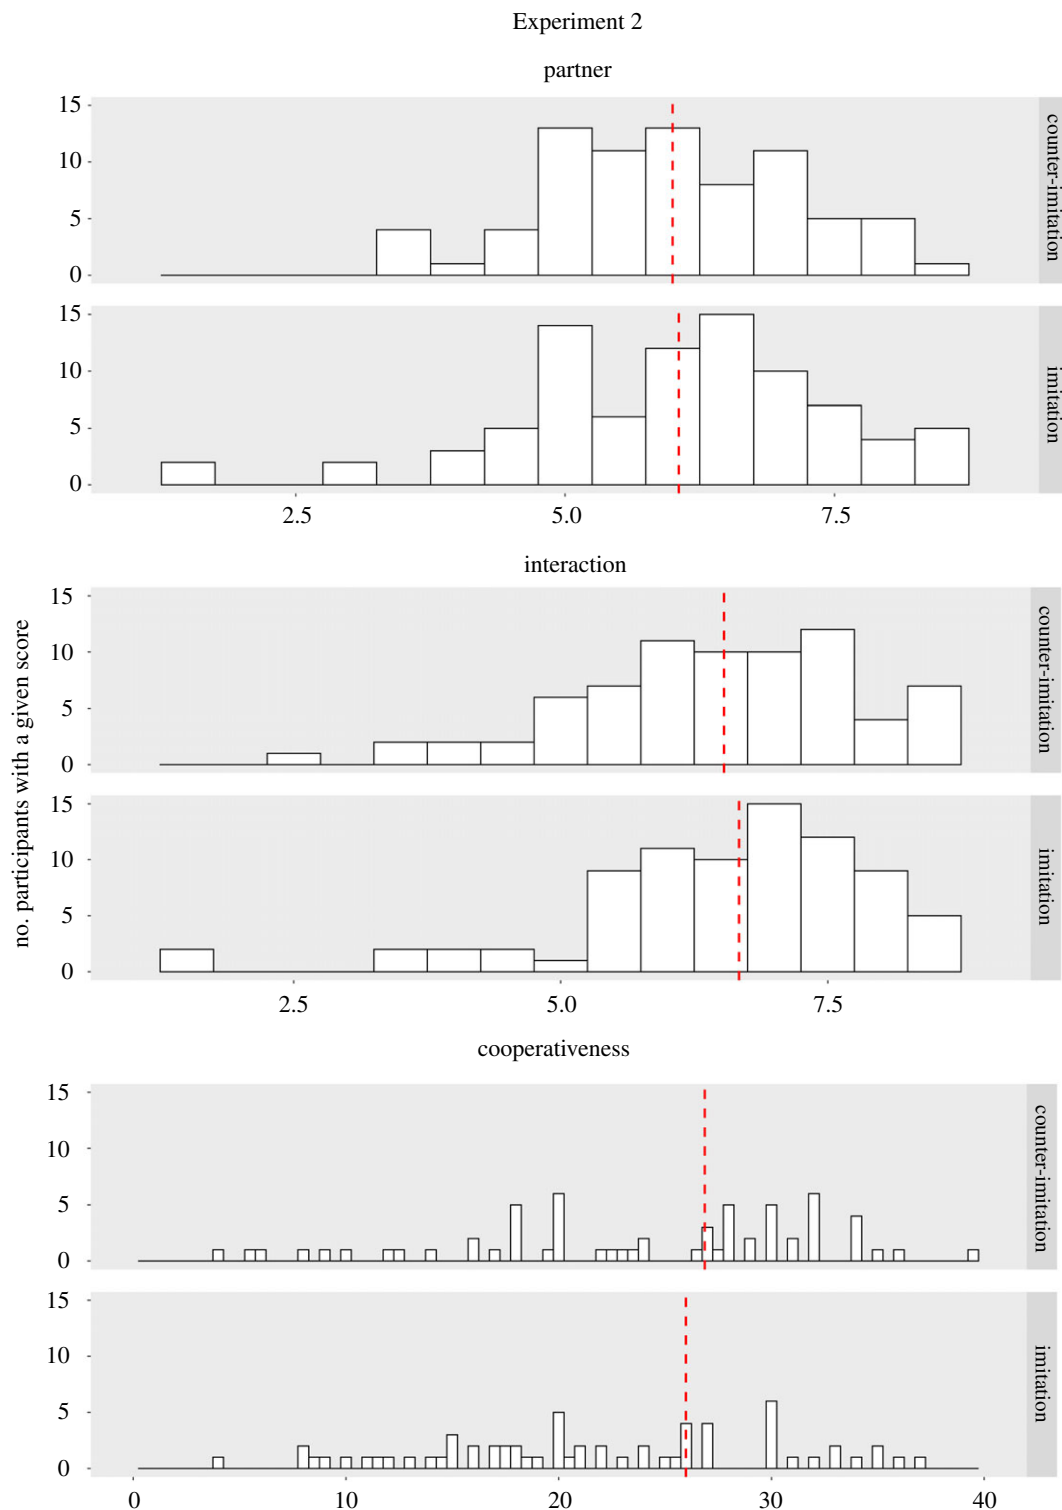 Experiment 2
partner
15
10
5
0
counter-imitation
15
10
5
0
imitation
2.5 5.0 7.5
no. participants with a given score
interaction
15
10
5
0
counter-imitation
15
10
5
0
imitation
2.5 5.0 7.5
cooperativeness
15
10
5
0
counter-imitation
15
10
5
0
imitation
0 10 20 30 40